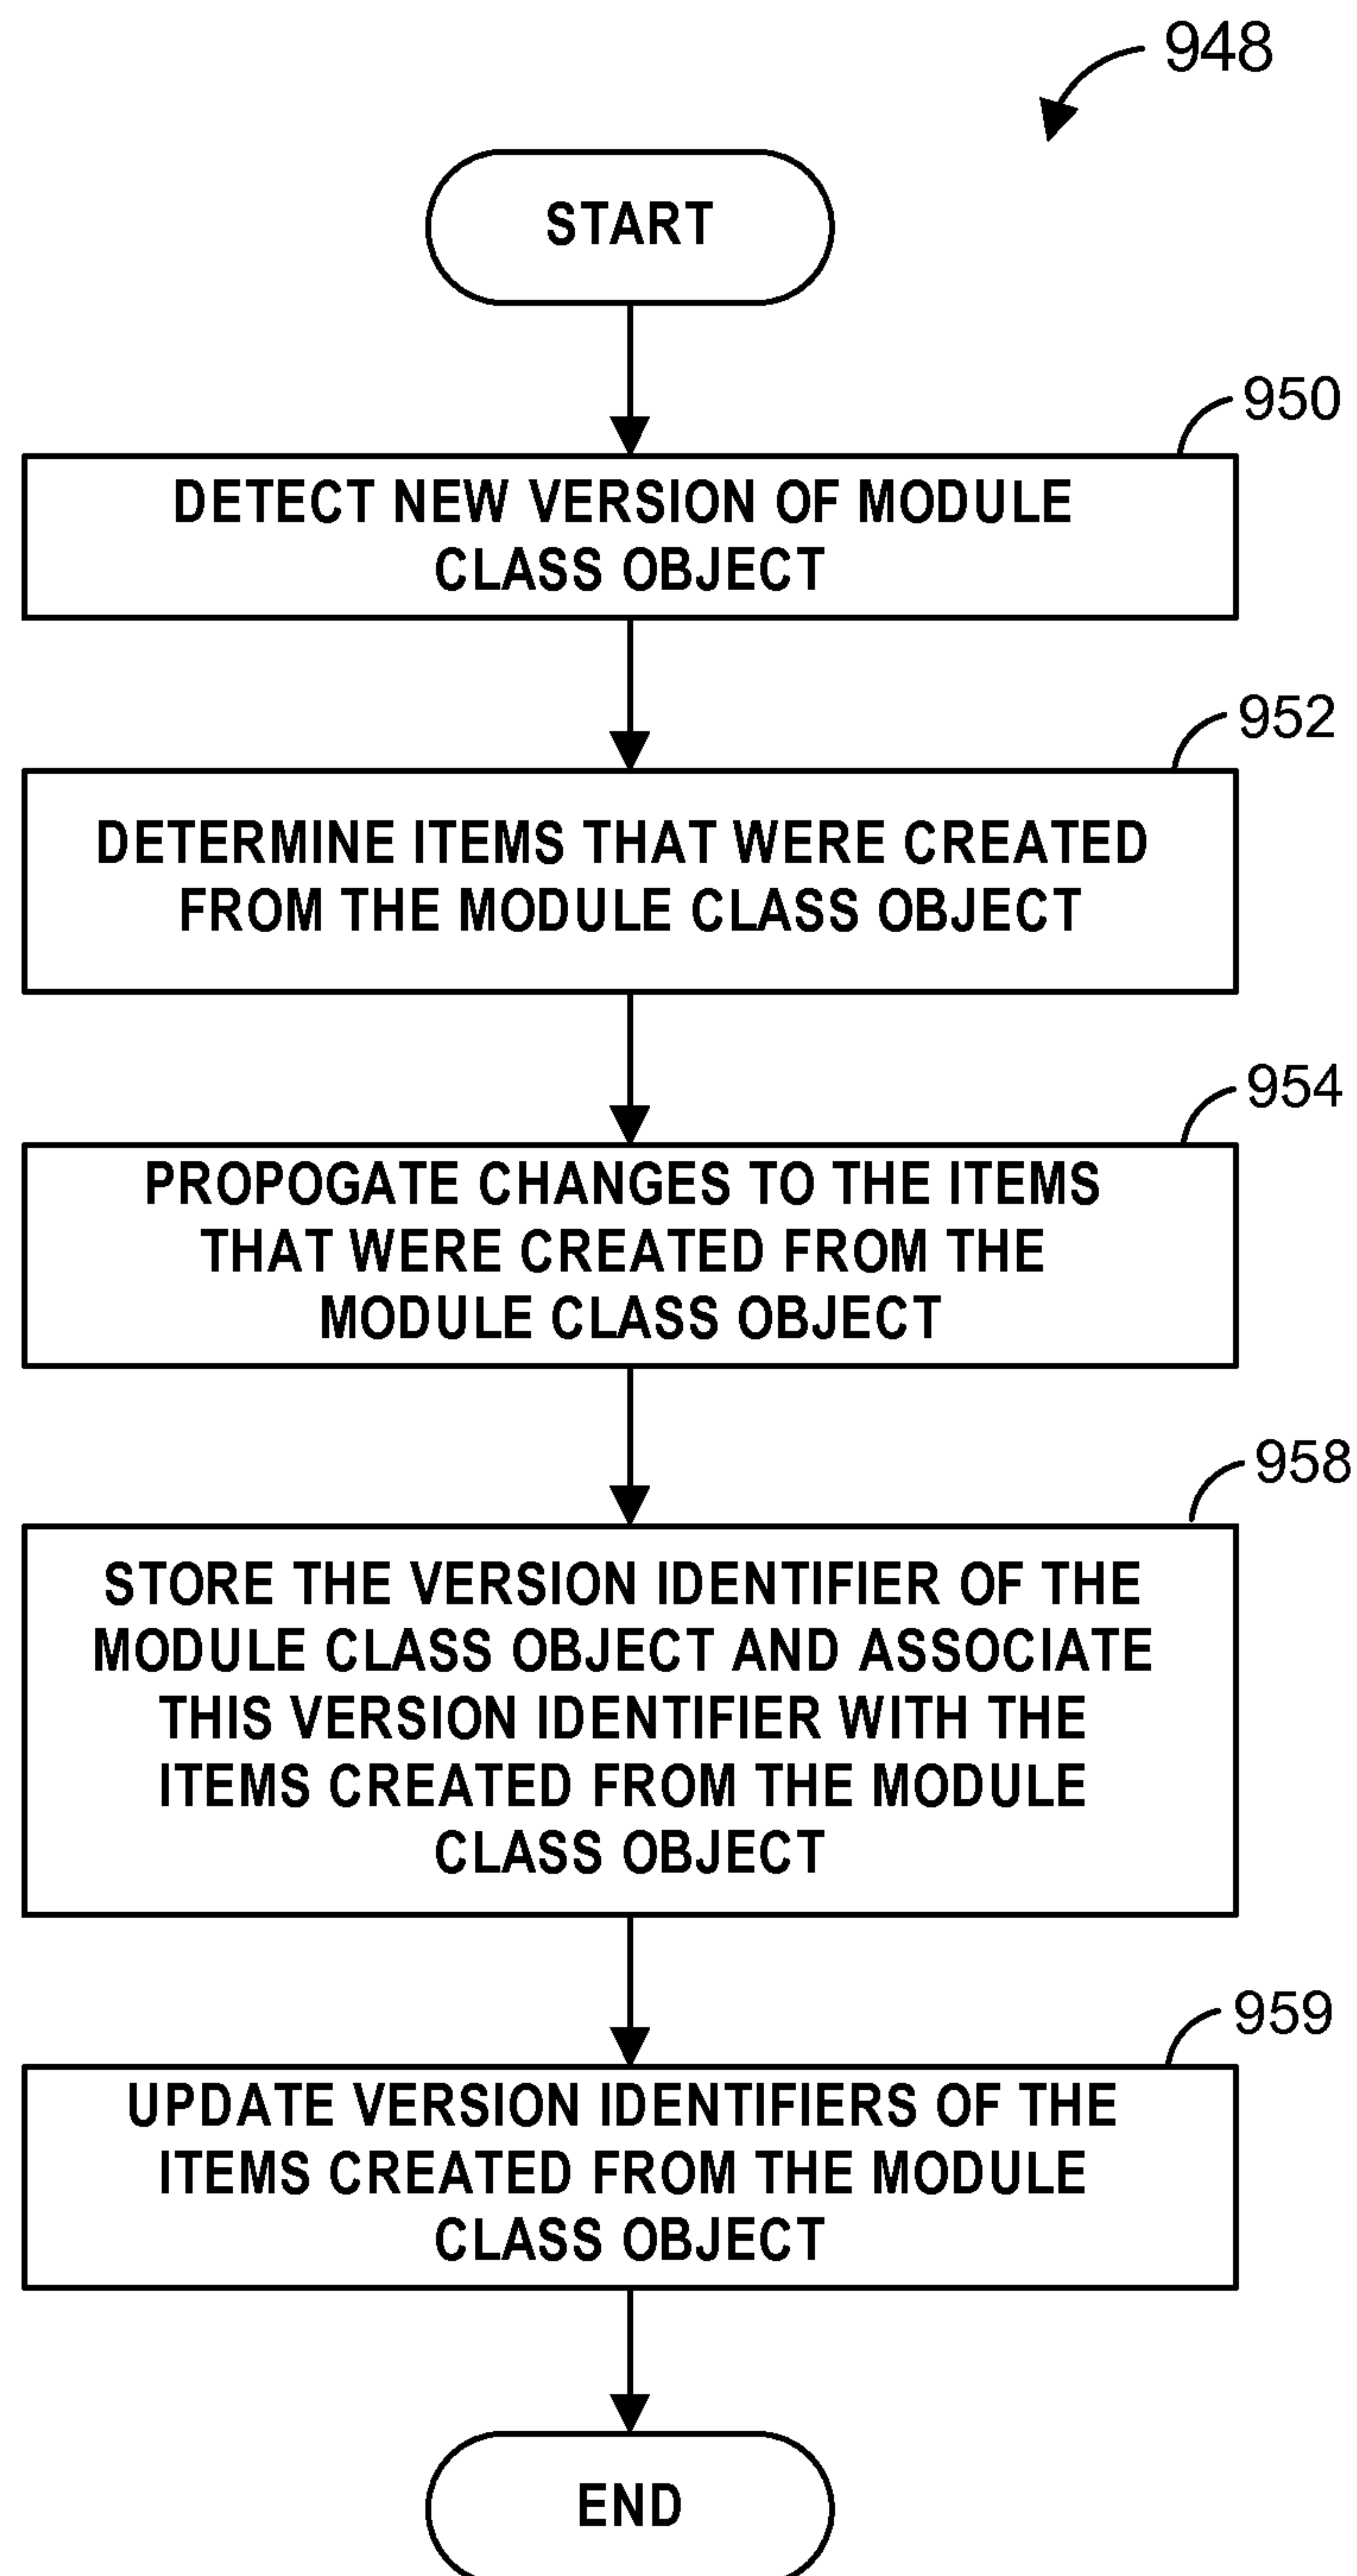 948
START
950
DETECT NEW VERSION OF MODULE
CLASS OBJECT
952
DETERMINE ITEMS THAT WERE CREATED
FROM THE MODULE CLASS OBJECT
954
PROPOGATE CHANGES TO THE ITEMS
THAT WERE CREATED FROM THE
MODULE CLASS OBJECT
958
STORE THE VERSION IDENTIFIER OF THE
MODULE CLASS OBJECT AND ASSOCIATE
THIS VERSION IDENTIFIER WITH THE
ITEMS CREATED FROM THE MODULE
CLASS OBJECT
959
UPDATE VERSION IDENTIFIERS OF THE
ITEMS CREATED FROM THE MODULE
CLASS OBJECT
END